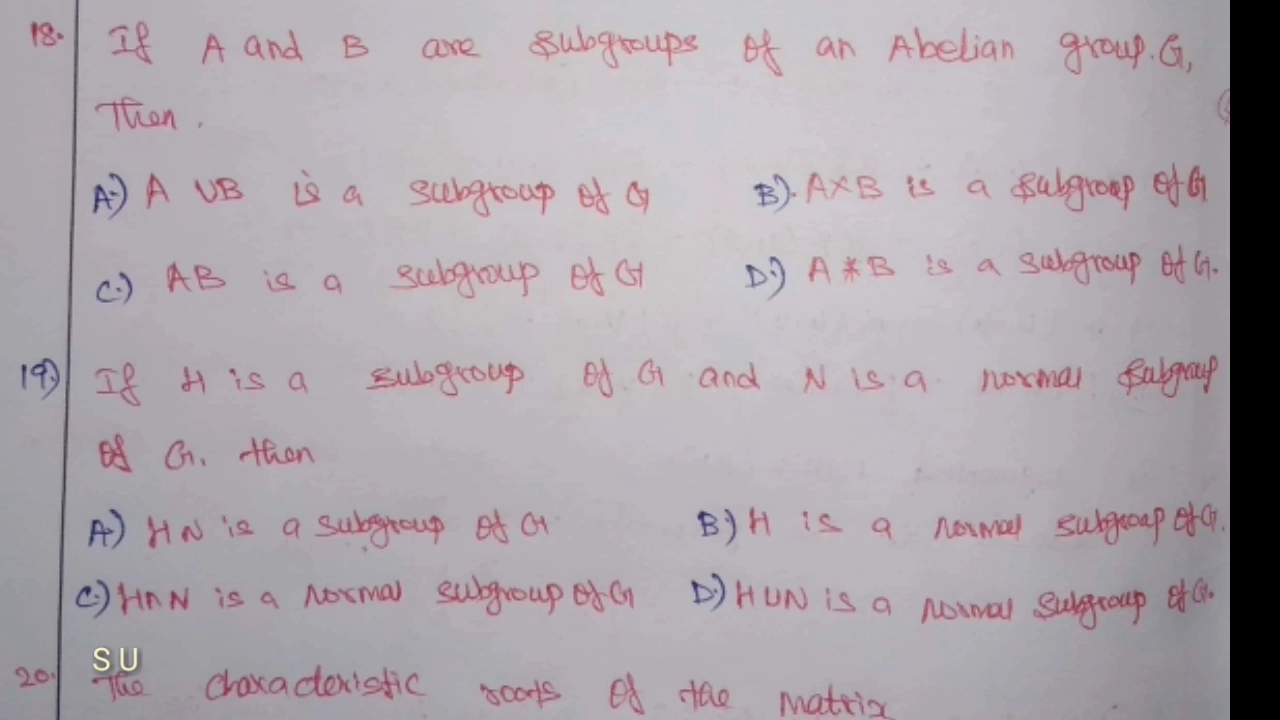 18. If A and B are subgroups of an Abelian group G,
Then.
A.) A UB is a subgroup of G B). A×B is a subgroup of G
C.) AB is a subgroup of G D.) A * B is a subgroup of G.
19.) If H is a subgroup of G and N is a normal subgroup
of G. then
A.) HN is a subgroup of G B.) H is a normal subgroup of G.
C.) H∩N is a normal subgroup of G D.) HUN is a normal subgroup of G.
S U
20. The characteristic roots of the matrix